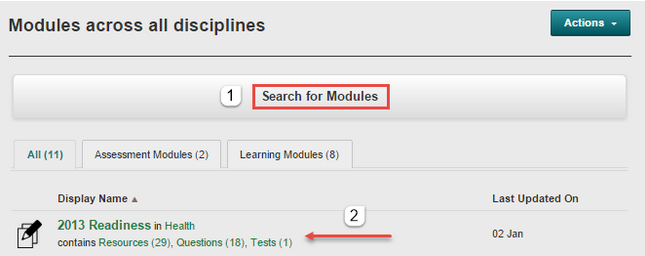 Modules across all disciplines
Actions
1
Search for Modules
All (11)
Assessment Modules (2)
Learning Modules (8)
Display Name ▲
Last Updated On
2013 Readiness in Health
2
02 Jan
contains Resources (29), Questions (18), Tests (1)